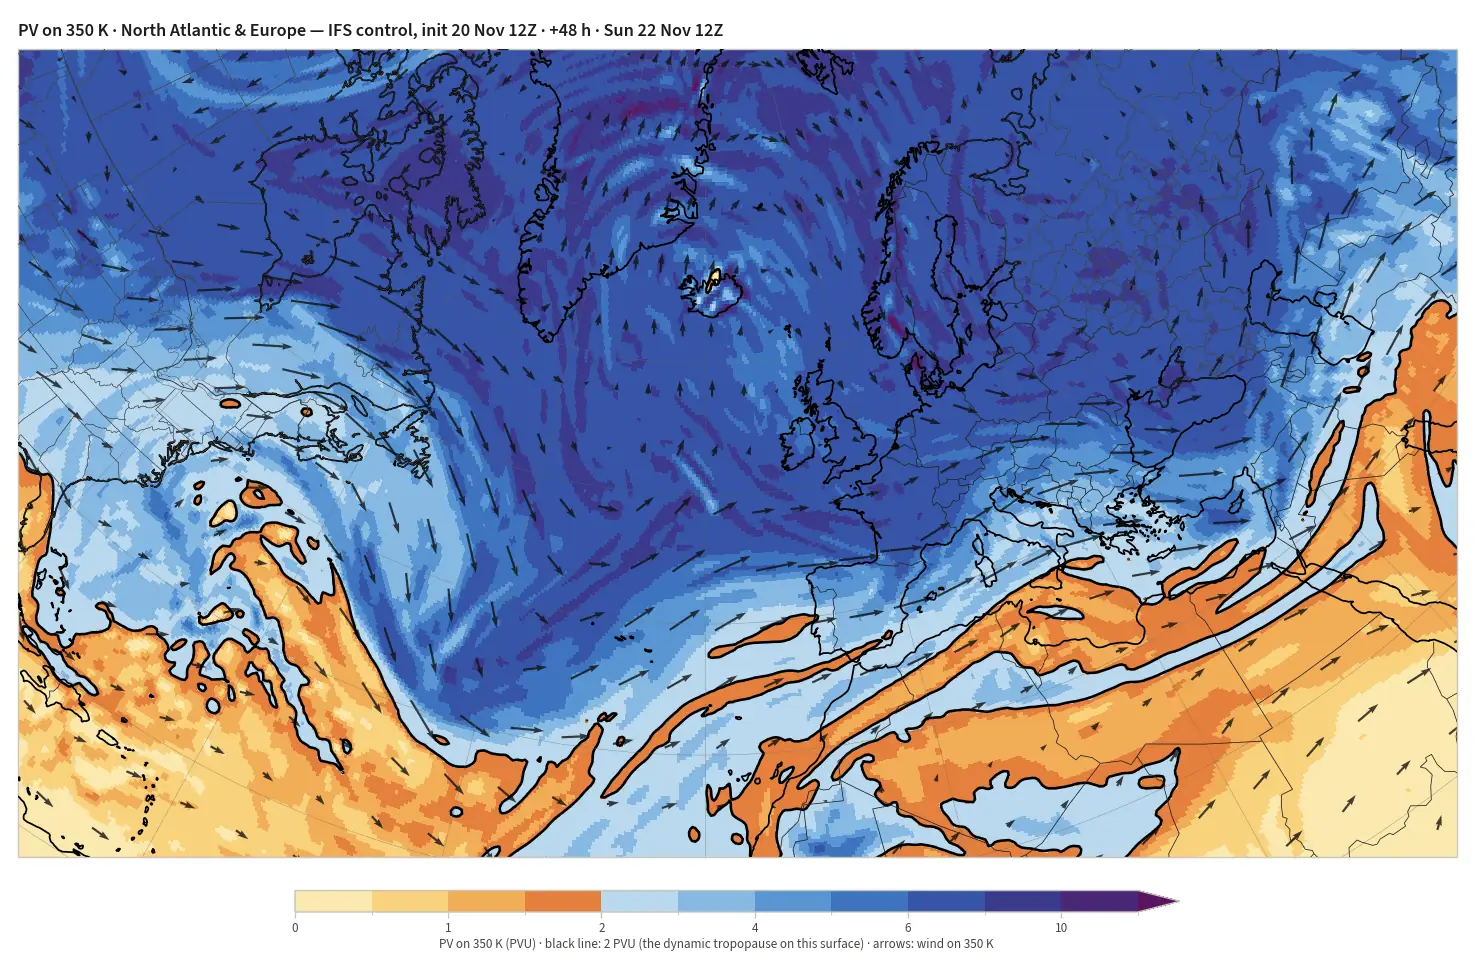 PV on 350 K · North Atlantic & Europe — IFS control, init 20 Nov 12Z · +48 h · Sun 22 Nov 12Z
0 1 2 4 6 10
PV on 350 K (PVU) · black line: 2 PVU (the dynamic tropopause on this surface) · arrows: wind on 350 K